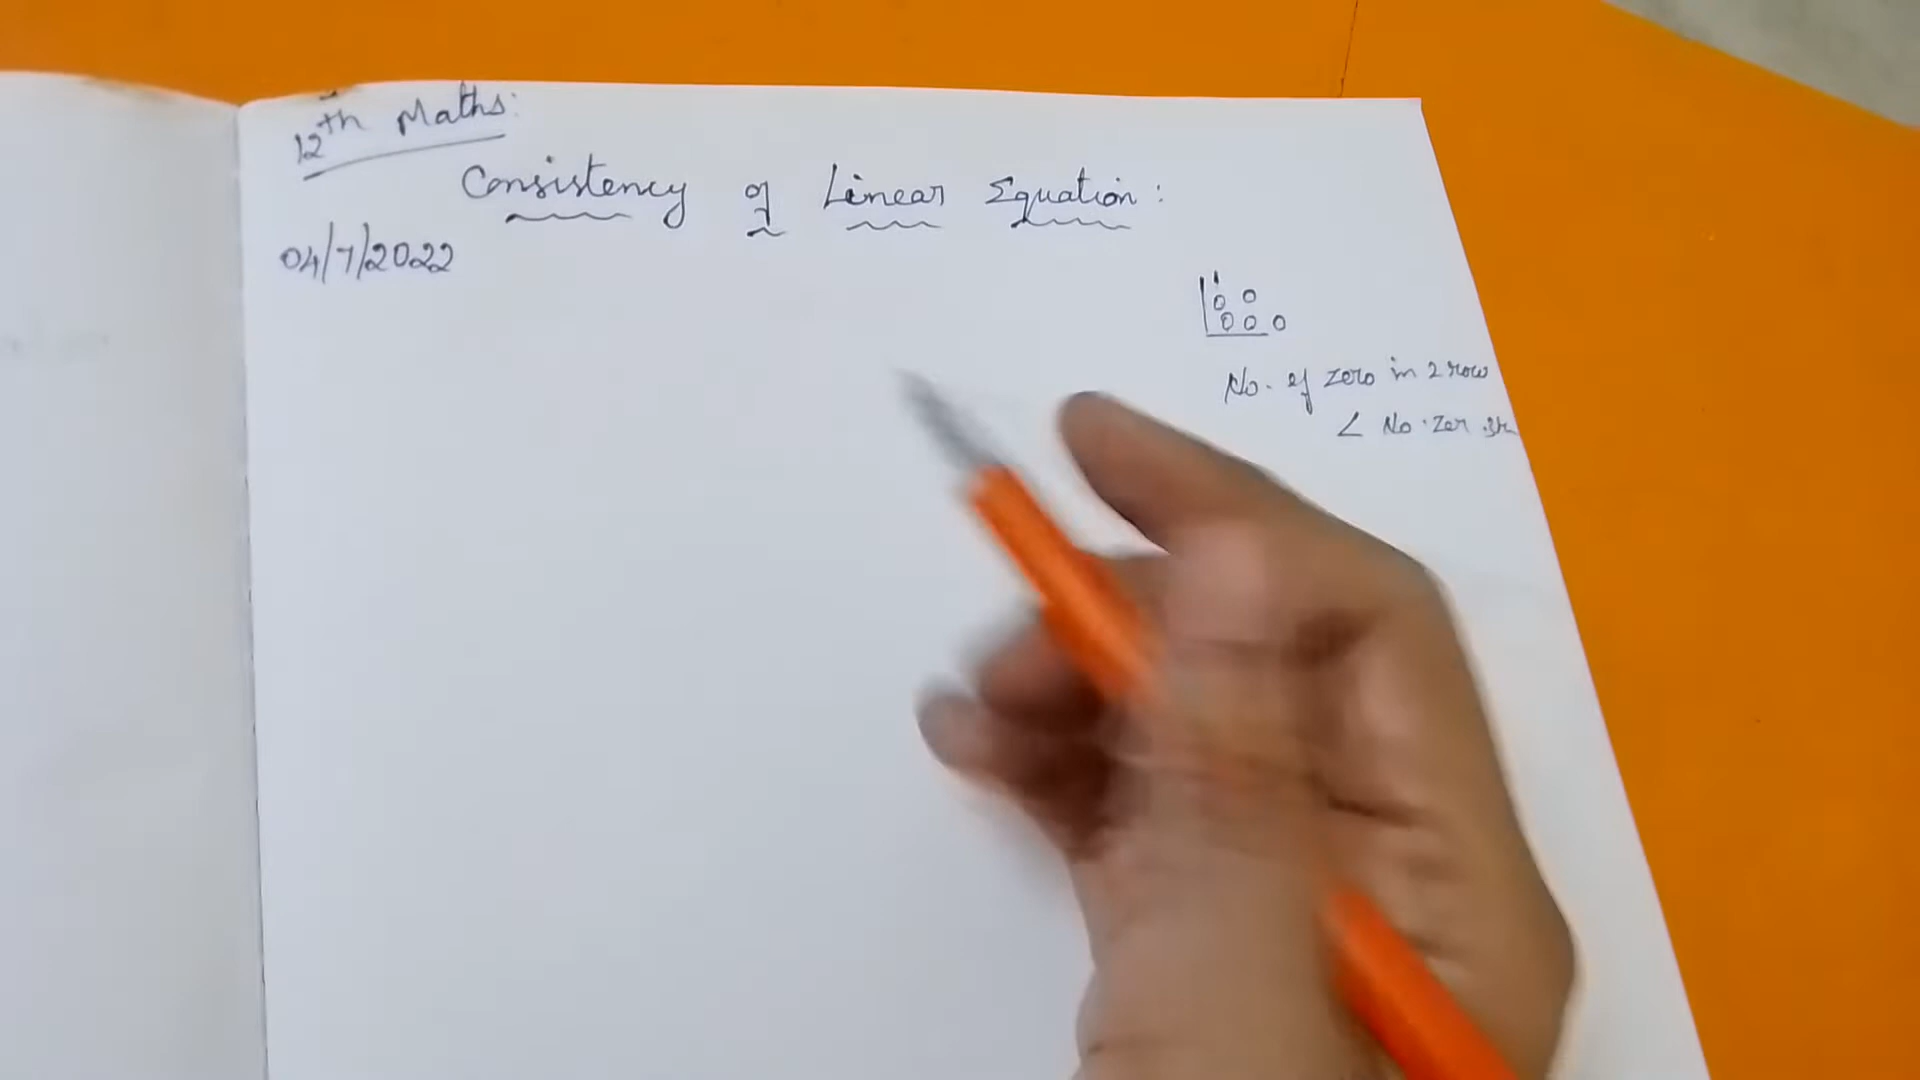 12th Maths:
Consistency of Linear Equation:
04/7/2022
0 0
0 0 0
No. of zero in 2 row
< No. Zer